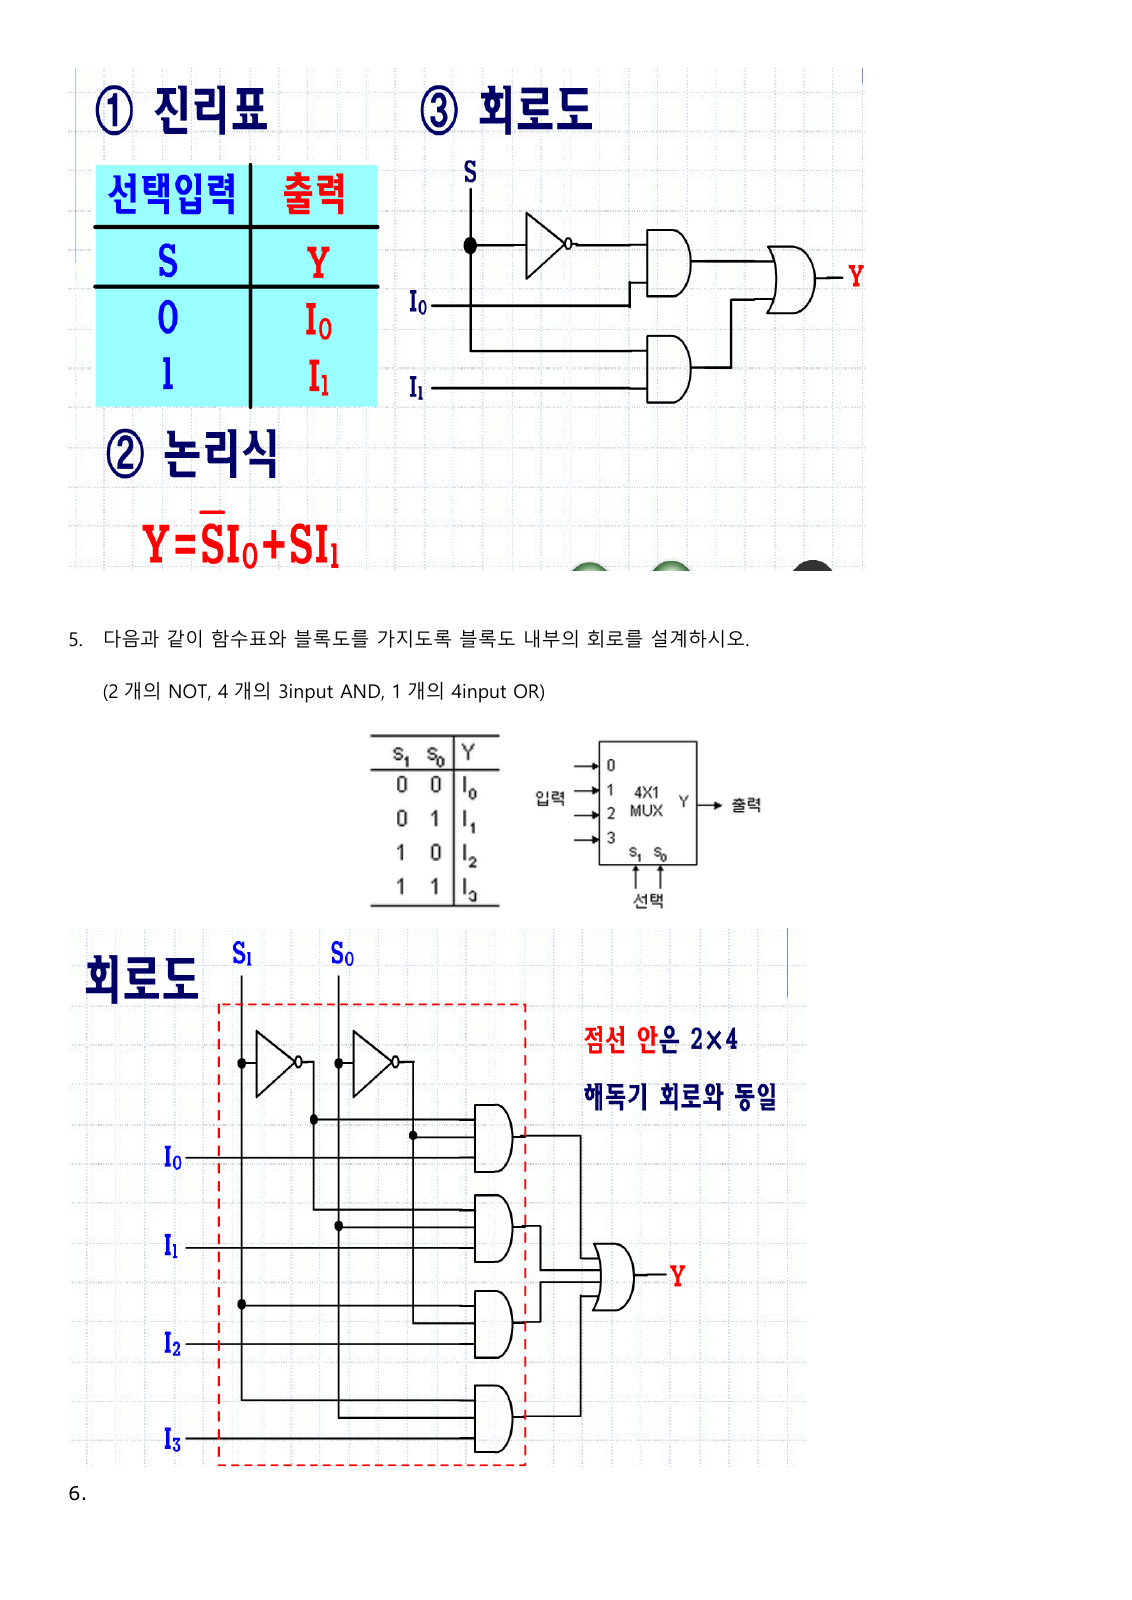 ① 진리표
선택입력 출력
S Y
0 I0
1 I1
② 논리식
Y=S̅I0+SI1
③ 회로도
S
I0
I1
Y
5. 다음과 같이 함수표와 블록도를 가지도록 블록도 내부의 회로를 설계하시오.
(2 개의 NOT, 4 개의 3input AND, 1 개의 4input OR)
S1 S0 Y
0 0 I0
0 1 I1
1 0 I2
1 1 I3
입력
0
1
2
3
4X1
MUX
Y
출력
S1 S0
선택
회로도
S1 S0
점선 안은 2×4
해독기 회로와 동일
I0
I1
Y
I2
I3
6.